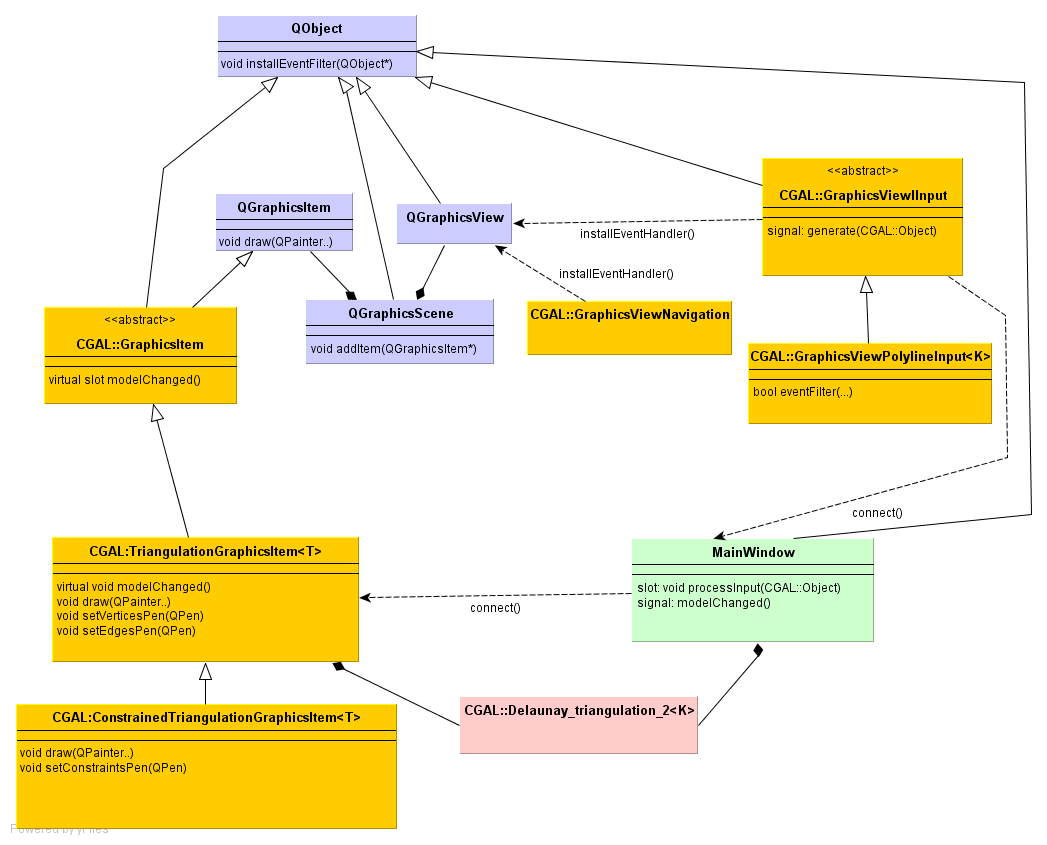 QObject
void installEventFilter(QObject*)
<<abstract>>
CGAL::GraphicsViewIInput
signal: generate(CGAL::Object)
QGraphicsItem
void draw(QPainter..)
QGraphicsView
installEventHandler()
installEventHandler()
QGraphicsScene
void addItem(QGraphicsItem*)
CGAL::GraphicsViewNavigation
<<abstract>>
CGAL::GraphicsItem
virtual slot modelChanged()
CGAL::GraphicsViewPolylineInput<K>
bool eventFilter(...)
connect()
CGAL:TriangulationGraphicsItem<T>
virtual void modelChanged()
void draw(QPainter..)
void setVerticesPen(QPen)
void setEdgesPen(QPen)
MainWindow
slot: void processInput(CGAL::Object)
signal: modelChanged()
connect()
CGAL::Delaunay_triangulation_2<K>
CGAL:ConstrainedTriangulationGraphicsItem<T>
void draw(QPainter..)
void setConstraintsPen(QPen)
Powered by yFiles